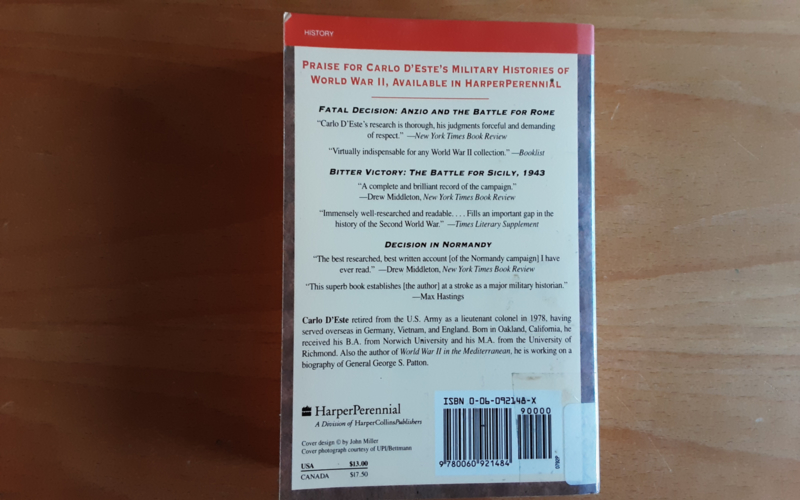 HISTORY
PRAISE FOR CARLO D'ESTE'S MILITARY HISTORIES OF
WORLD WAR II, AVAILABLE IN HARPERPERENNIAL
FATAL DECISION: ANZIO AND THE BATTLE FOR ROME
"Carlo D'Este's research is thorough, his judgments forceful and demanding
of respect." —New York Times Book Review
"Virtually indispensable for any World War II collection." —Booklist
BITTER VICTORY: THE BATTLE FOR SICILY, 1943
"A complete and brilliant record of the campaign."
—Drew Middleton, New York Times Book Review
"Immensely well-researched and readable. . . . Fills an important gap in the
history of the Second World War." —Times Literary Supplement
DECISION IN NORMANDY
"The best researched, best written account [of the Normandy campaign] I have
ever read." —Drew Middleton, New York Times Book Review
"This superb book establishes [the author] at a stroke as a major military historian."
—Max Hastings
Carlo D'Este retired from the U.S. Army as a lieutenant colonel in 1978, having
served overseas in Germany, Vietnam, and England. Born in Oakland, California, he
received his B.A. from Norwich University and his M.A. from the University of
Richmond. Also the author of World War II in the Mediterranean, he is working on a
biography of General George S. Patton.
HarperPerennial
A Division of HarperCollinsPublishers
Cover design © by John Miller
Cover photograph courtesy of UPI/Bettmann
USA $13.00
CANADA $17.50
ISBN 0-06-092148-X
90000
9 780060 921484